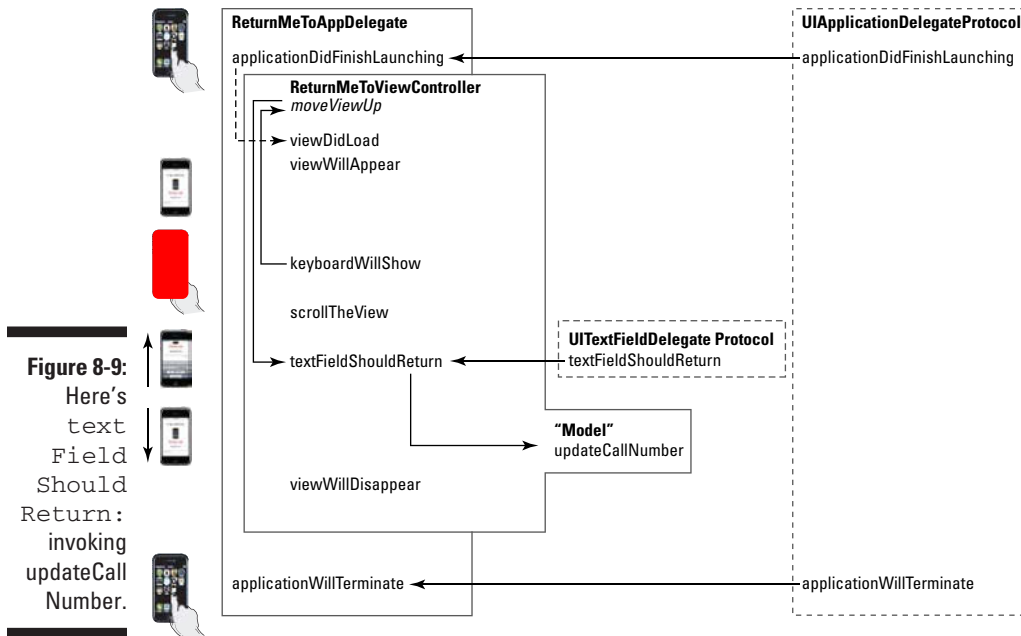 ReturnMeToAppDelegate
UIApplicationDelegateProtocol
applicationDidFinishLaunching
applicationDidFinishLaunching
ReturnMeToViewController
moveViewUp
viewDidLoad
viewWillAppear
keyboardWillShow
scrollTheView
textFieldShouldReturn
UITextFieldDelegate Protocol
textFieldShouldReturn
"Model"
updateCallNumber
viewWillDisappear
applicationWillTerminate
applicationWillTerminate
Figure 8-9:
Here's
text
Field
Should
Return:
invoking
updateCall
Number.